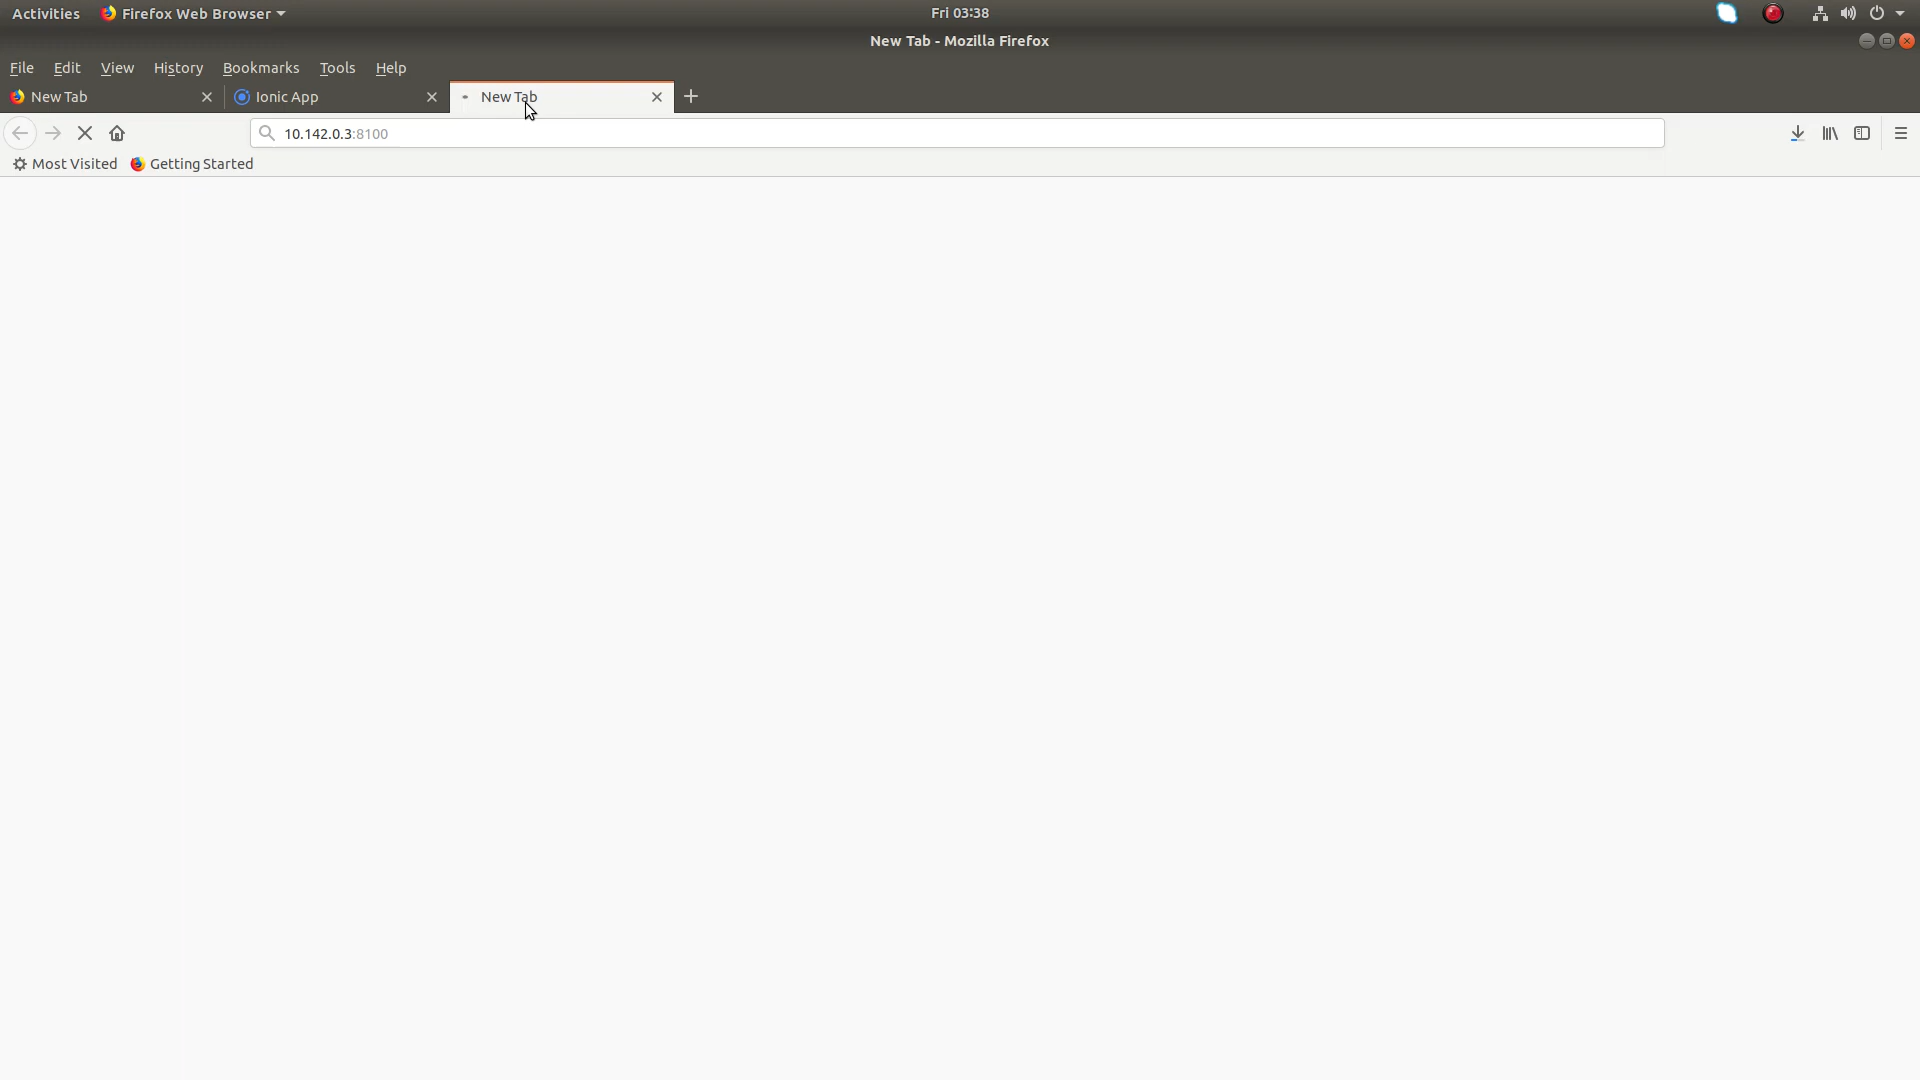 Activities Firefox Web Browser Fri 03:38
New Tab - Mozilla Firefox
File Edit View History Bookmarks Tools Help
New Tab Ionic App New Tab
10.142.0.3:8100
Most Visited Getting Started